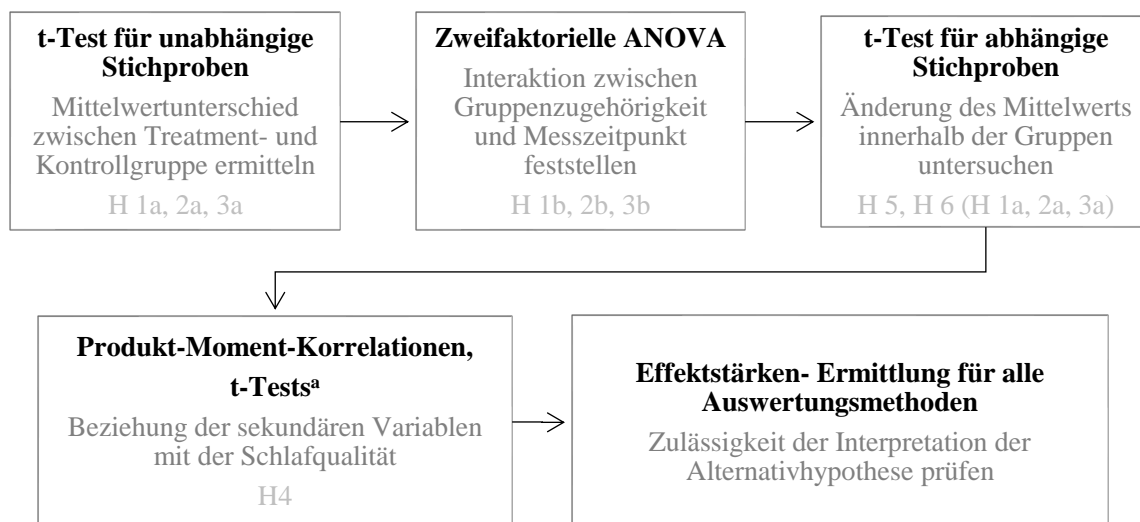 t-Test für unabhängige
Stichproben
Mittelwertunterschied
zwischen Treatment- und
Kontrollgruppe ermitteln
H 1a, 2a, 3a
Zweifaktorielle ANOVA
Interaktion zwischen
Gruppenzugehörigkeit
und Messzeitpunkt
feststellen
H 1b, 2b, 3b
t-Test für abhängige
Stichproben
Änderung des Mittelwerts
innerhalb der Gruppen
untersuchen
H 5, H 6 (H 1a, 2a, 3a)
Produkt-Moment-Korrelationen,
t-Testsᵃ
Beziehung der sekundären Variablen
mit der Schlafqualität
H4
Effektstärken- Ermittlung für alle
Auswertungsmethoden
Zulässigkeit der Interpretation der
Alternativhypothese prüfen